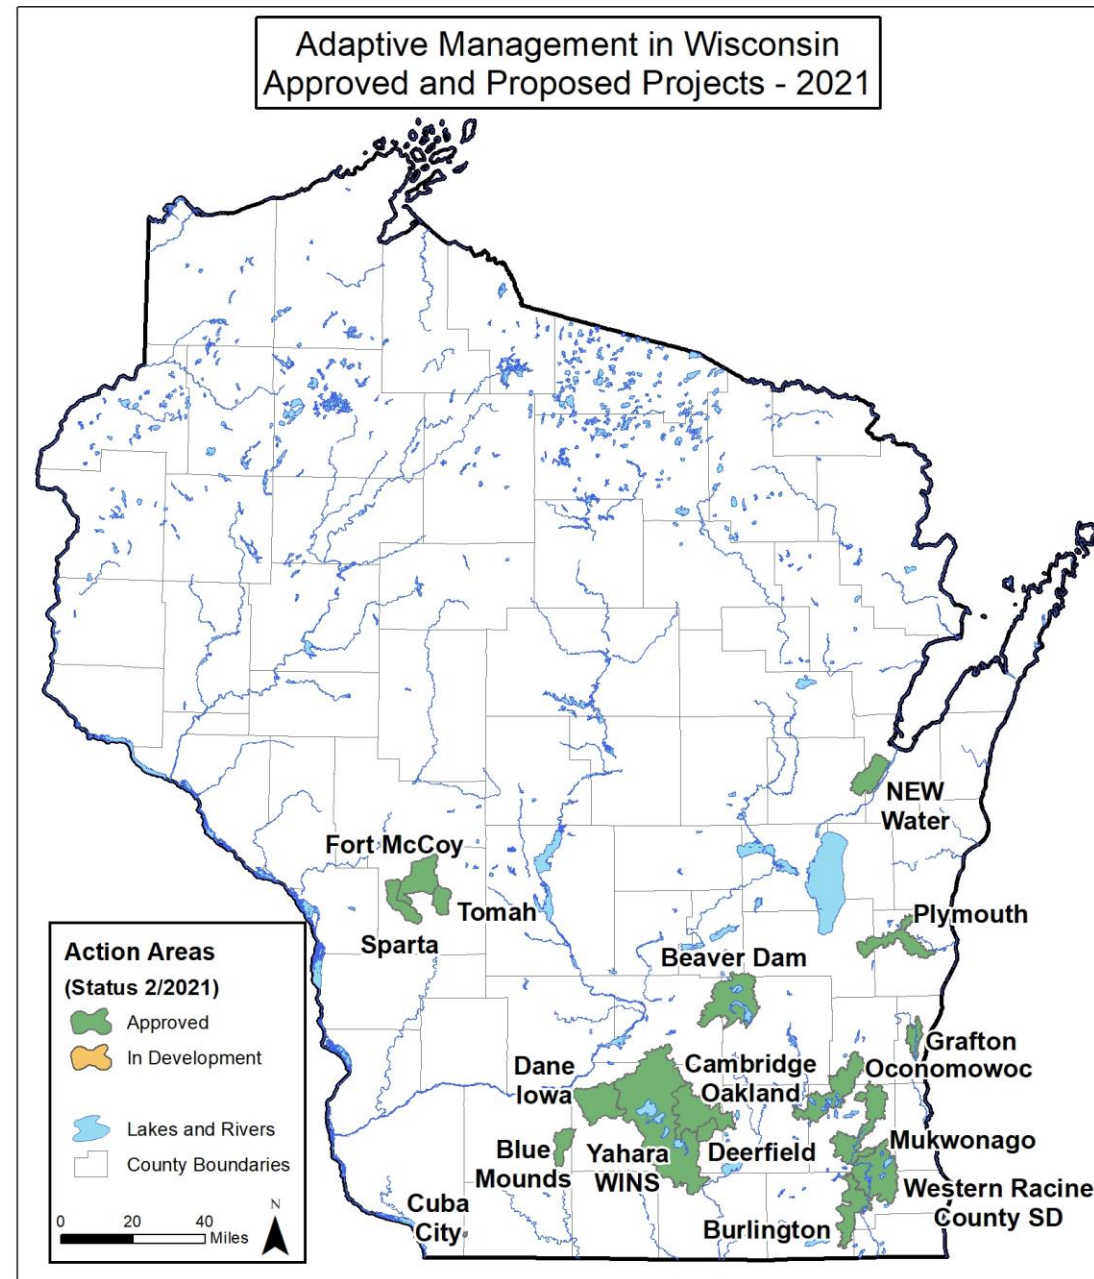 Adaptive Management in Wisconsin
Approved and Proposed Projects - 2021
NEW
Water
Fort McCoy
Tomah
Sparta
Plymouth
Beaver Dam
Grafton
Oconomowoc
Cambridge
Oakland
Dane
Iowa
Blue
Mounds
Yahara
WINS
Deerfield
Mukwonago
Western Racine
County SD
Burlington
Cuba
City
Action Areas
(Status 2/2021)
Approved
In Development
Lakes and Rivers
County Boundaries
N
0 20 40
Miles